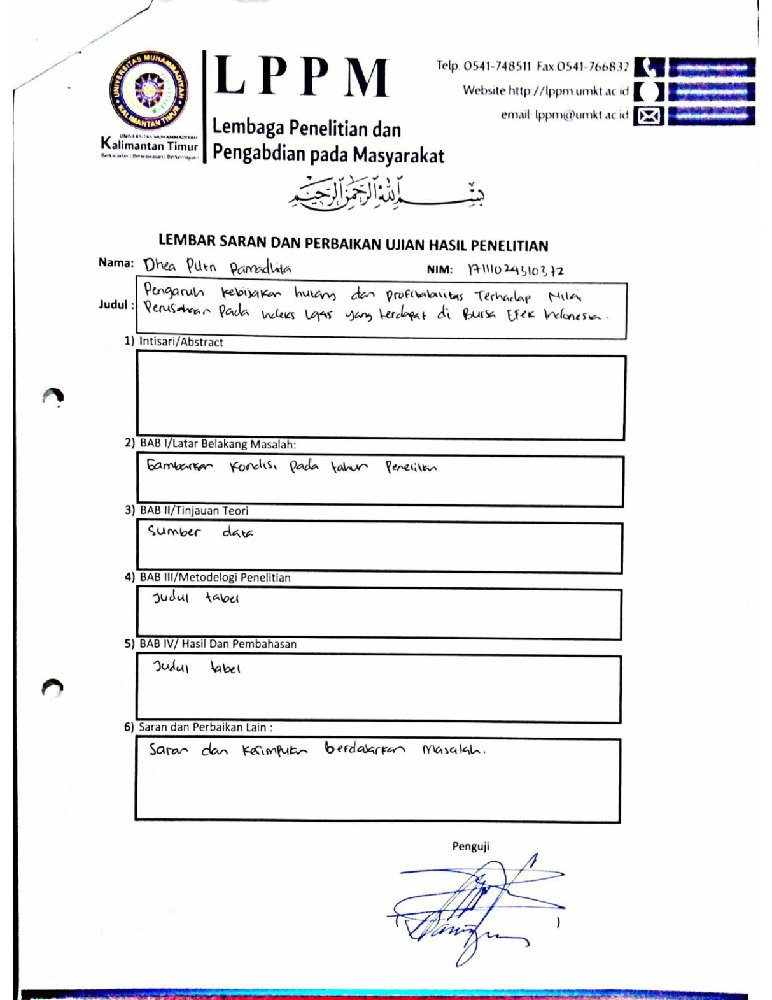 UNIVERSITAS MUHAMMADIYAH
KALIMANTAN TIMUR
UNIVERSITAS MUHAMMADIYAH
Kalimantan Timur
Berkarakter | Berwawasan | Berkemajuan
LPPM
Lembaga Penelitian dan
Pengabdian pada Masyarakat
Telp. 0541-748511 Fax 0541-766832
Website http://lppm.umkt.ac.id
email: lppm@umkt.ac.id
بِسْمِ اللَّهِ الرَّحْمَٰنِ الرَّحِيمِ
LEMBAR SARAN DAN PERBAIKAN UJIAN HASIL PENELITIAN
Nama: Dhea Putri Ramadhita NIM: 17111024310372
Judul : Pengaruh kebijakan hutang dan profitabalitas Terhadap Nilai
Perusahaan Pada indeks LQ45 yang terdapat di Bursa Efek Indonesia.
1) Intisari/Abstract
2) BAB I/Latar Belakang Masalah:
Gambarkan kondisi pada tahun Penelitian
3) BAB II/Tinjauan Teori
Sumber data
4) BAB III/Metodelogi Penelitian
Judul tabel
5) BAB IV/ Hasil Dan Pembahasan
Judul tabel
6) Saran dan Perbaikan Lain :
Saran dan kesimpulan berdasarkan Masalah.
Penguji
( )